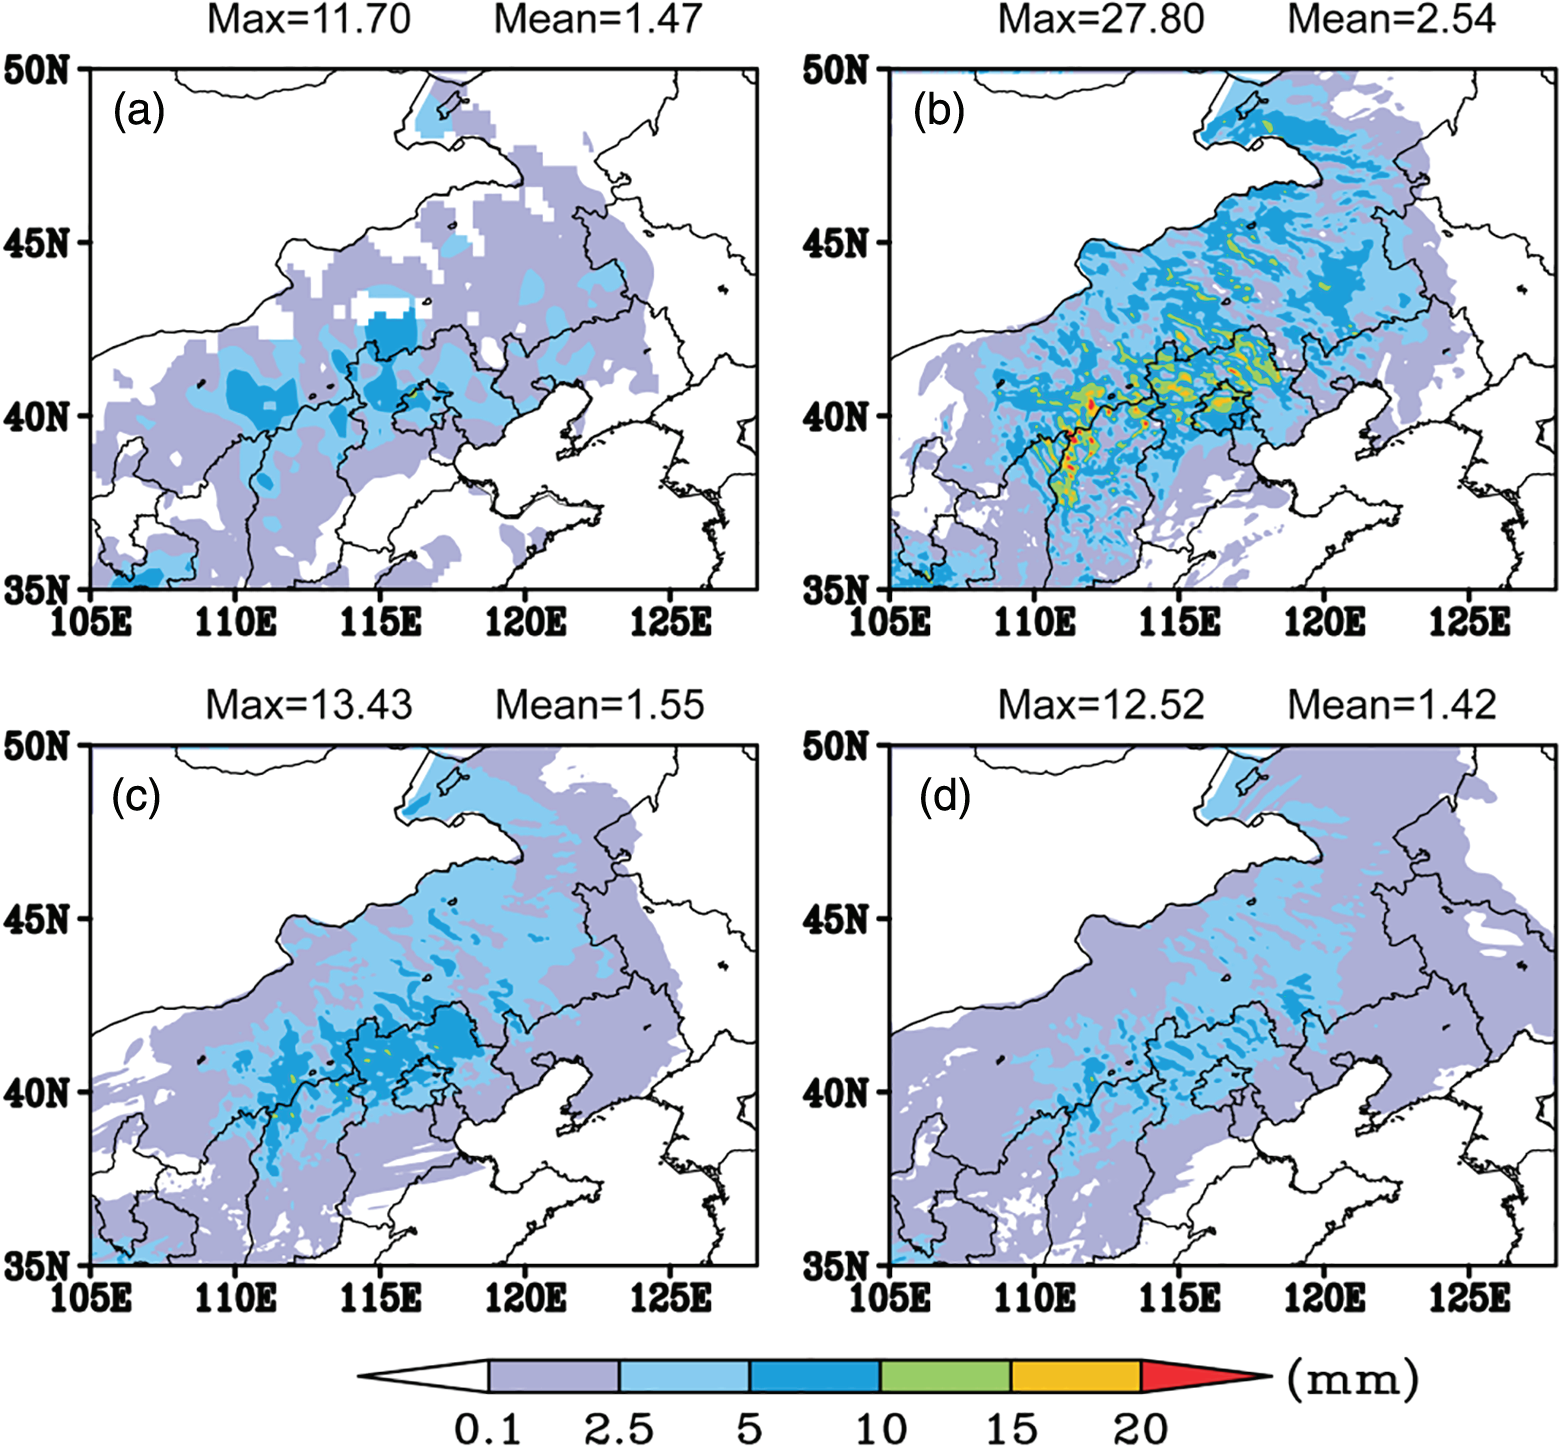 Max=11.70 Mean=1.47 Max=27.80 Mean=2.54
50N (a) 50N (b)
45N 45N
40N 40N
35N 35N
105E 110E 115E 120E 125E 105E 110E 115E 120E 125E
Max=13.43 Mean=1.55 Max=12.52 Mean=1.42
50N (c) 50N (d)
45N 45N
40N 40N
35N 35N
105E 110E 115E 120E 125E 105E 110E 115E 120E 125E
(mm)
0.1 2.5 5 10 15 20